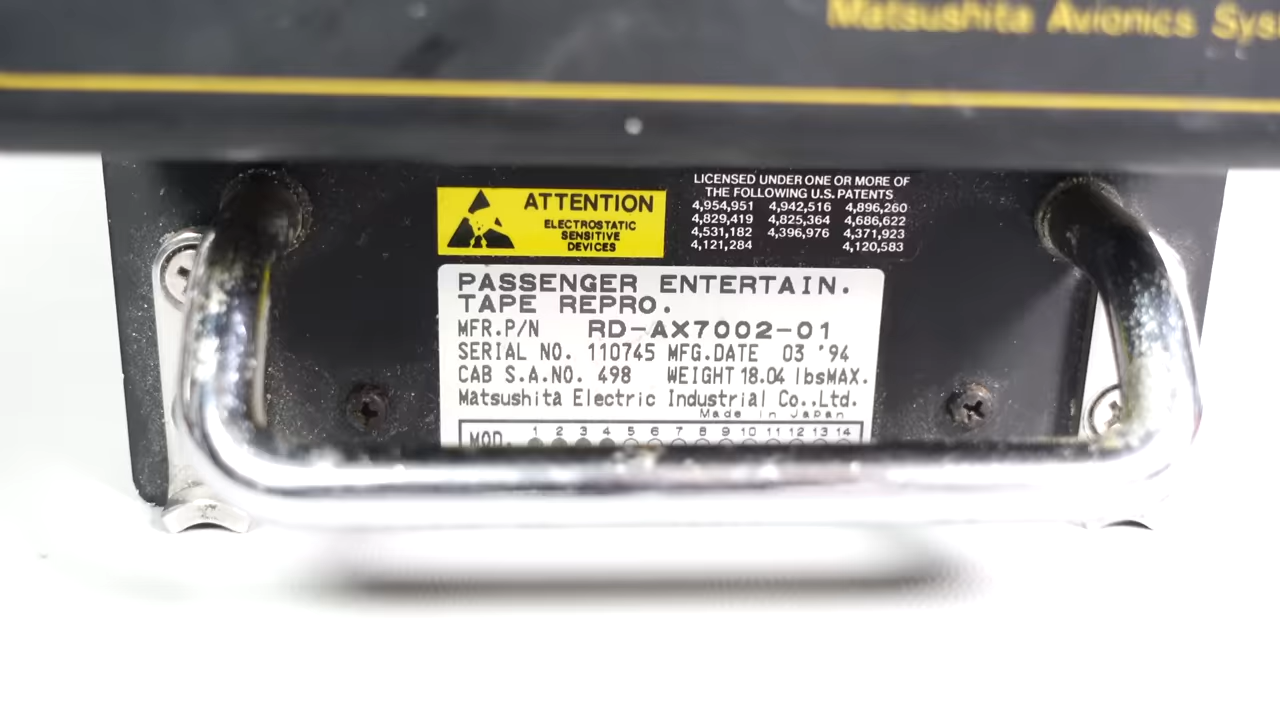 Matsushita Avionics Sys
ATTENTION
ELECTROSTATIC
SENSITIVE
DEVICES
LICENSED UNDER ONE OR MORE OF
THE FOLLOWING U.S. PATENTS
4,954,951 4,942,516 4,896,260
4,829,419 4,825,364 4,686,622
4,531,182 4,396,976 4,371,923
4,121,284 4,120,583
PASSENGER ENTERTAIN.
TAPE REPRO.
MFR.P/N RD-AX7002-01
SERIAL NO. 110745 MFG.DATE 03 '94
CAB S.A.NO. 498 WEIGHT 18.04 lbsMAX.
Matsushita Electric Industrial Co.,Ltd.
Made in Japan
MOD. 1 2 3 4 5 6 7 8 9 10 11 12 13 14